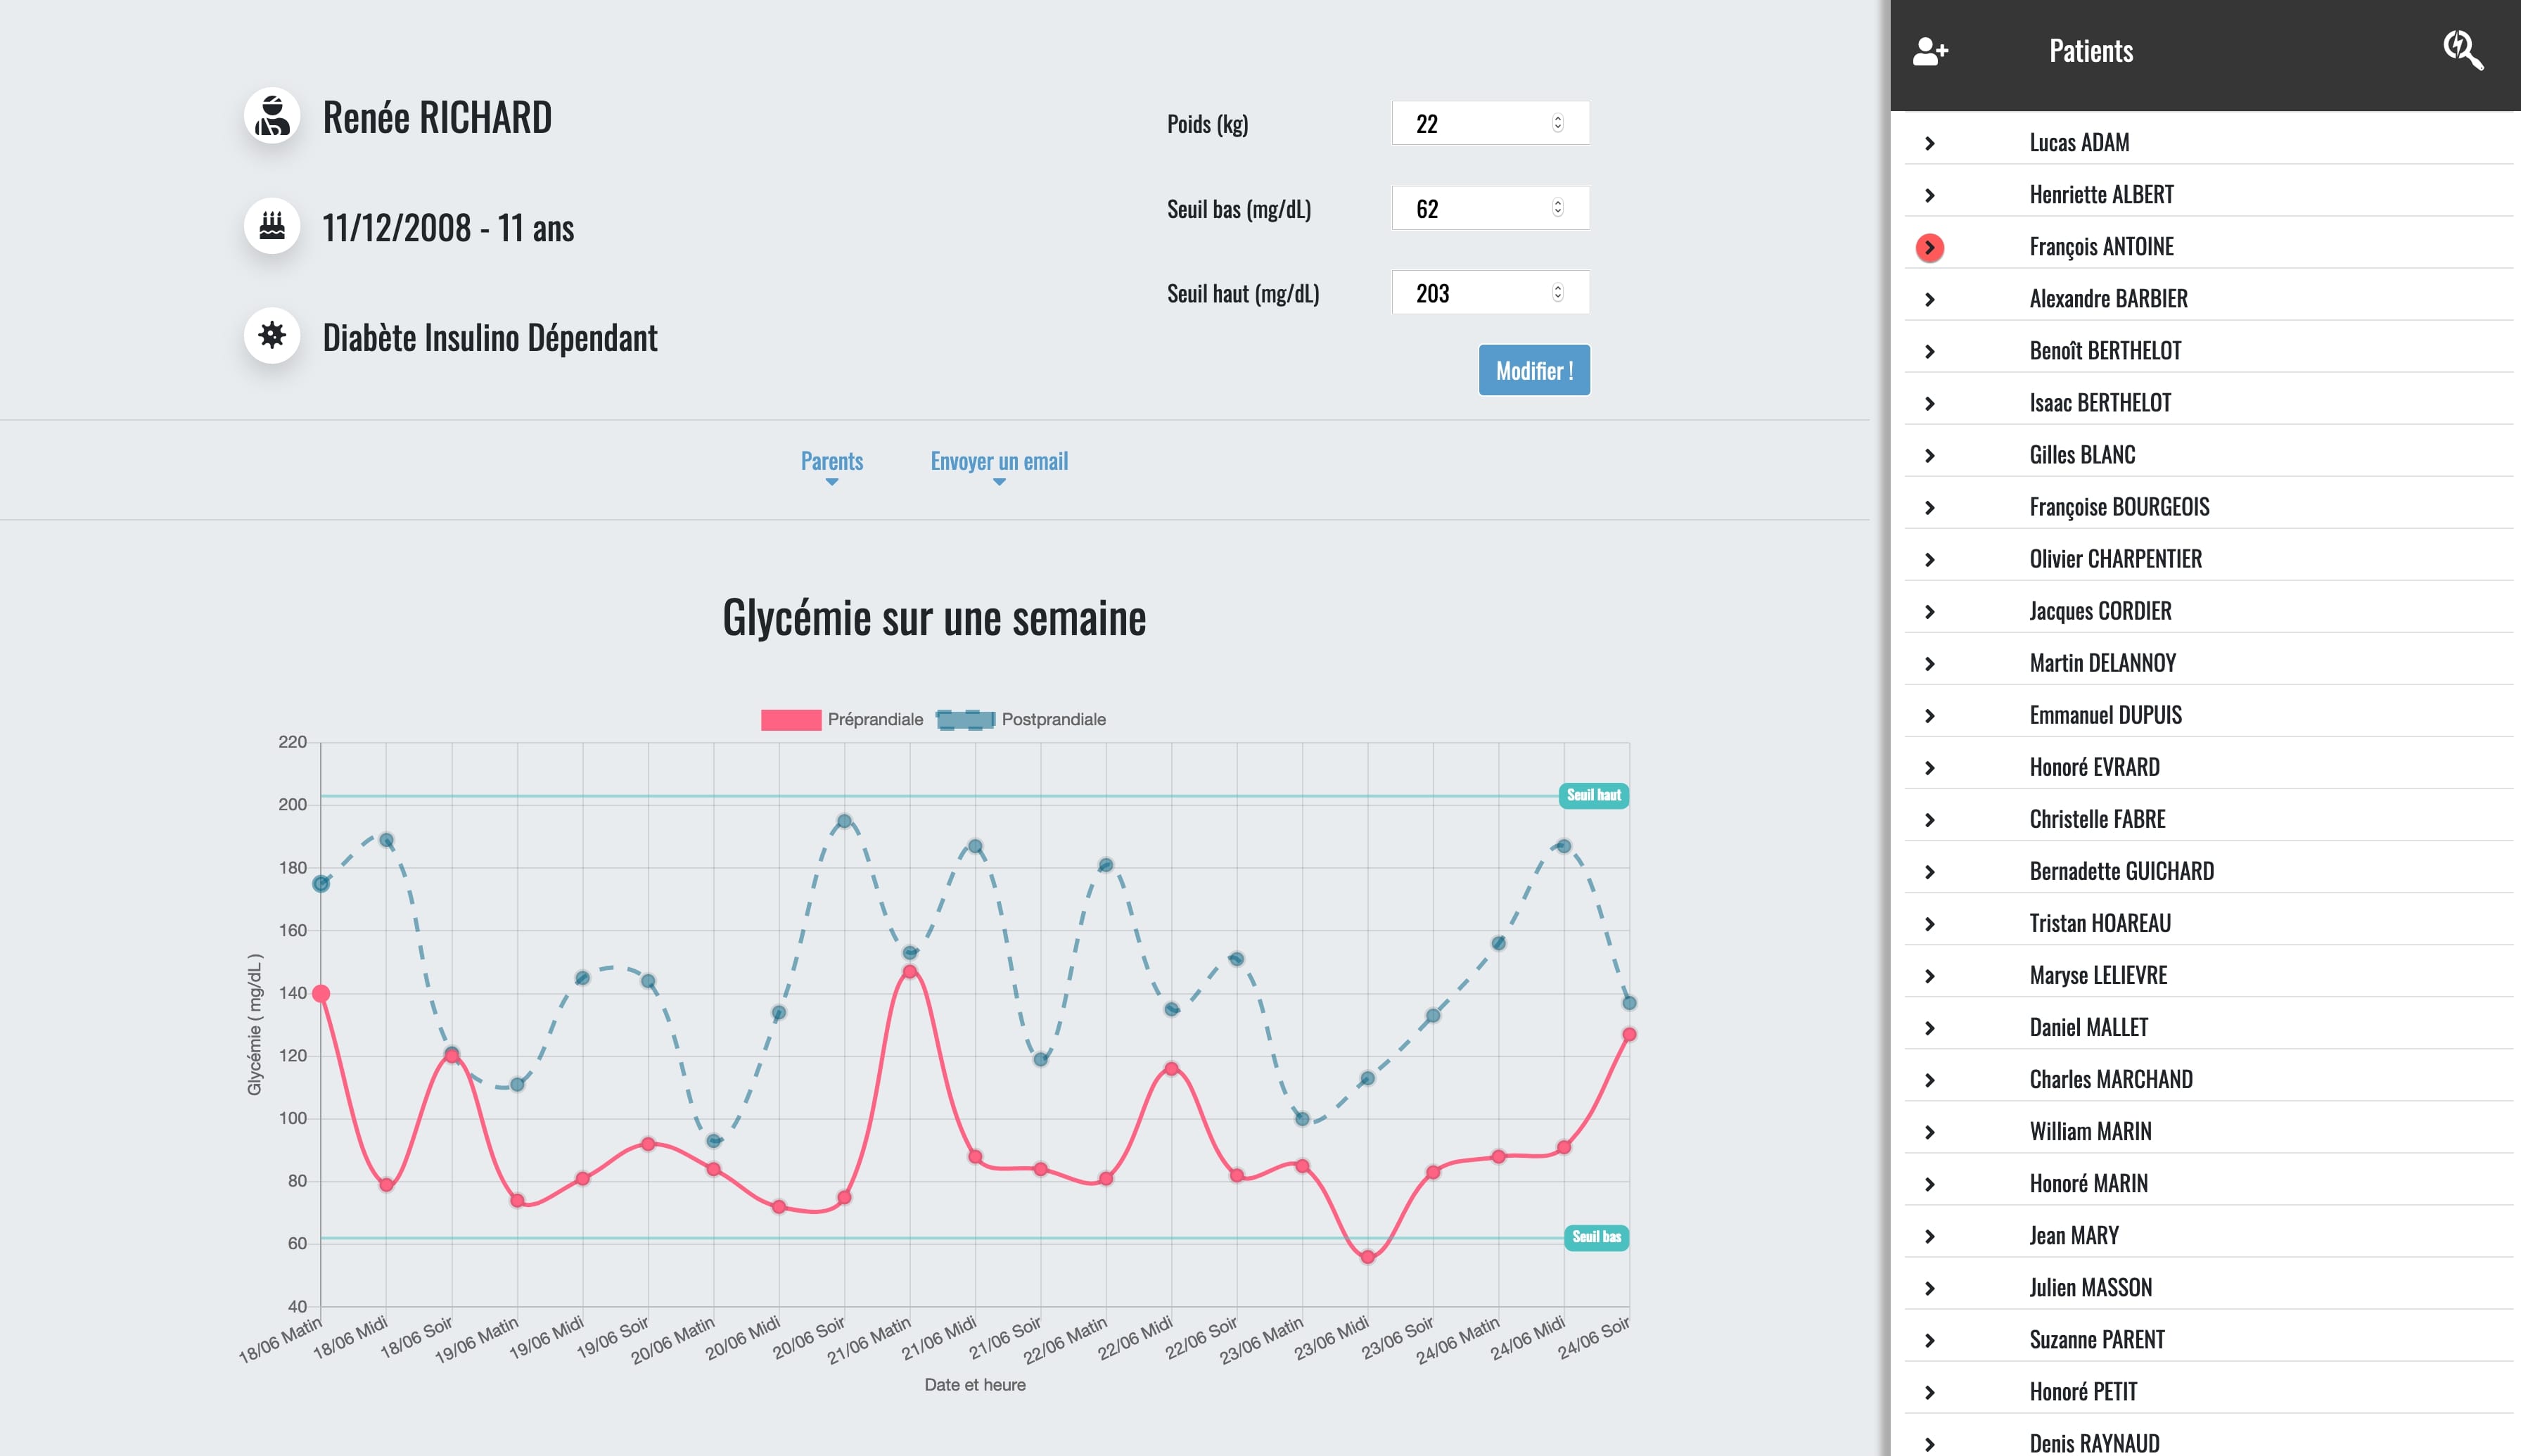 Renée RICHARD
11/12/2008 - 11 ans
Diabète Insulino Dépendant
Poids (kg) 22
Seuil bas (mg/dL) 62
Seuil haut (mg/dL) 203
Modifier !
Parents Envoyer un email
Glycémie sur une semaine
Préprandiale Postprandiale
Glycémie ( mg/dL )
220
200
180
160
140
120
100
80
60
40
Seuil haut
Seuil bas
18/06 Matin
18/06 Midi
18/06 Soir
19/06 Matin
19/06 Midi
19/06 Soir
20/06 Matin
20/06 Midi
20/06 Soir
21/06 Matin
21/06 Midi
21/06 Soir
22/06 Matin
22/06 Midi
22/06 Soir
23/06 Matin
23/06 Midi
23/06 Soir
24/06 Matin
24/06 Midi
24/06 Soir
Date et heure
Patients
Lucas ADAM
Henriette ALBERT
François ANTOINE
Alexandre BARBIER
Benoît BERTHELOT
Isaac BERTHELOT
Gilles BLANC
Françoise BOURGEOIS
Olivier CHARPENTIER
Jacques CORDIER
Martin DELANNOY
Emmanuel DUPUIS
Honoré EVRARD
Christelle FABRE
Bernadette GUICHARD
Tristan HOAREAU
Maryse LELIEVRE
Daniel MALLET
Charles MARCHAND
William MARIN
Honoré MARIN
Jean MARY
Julien MASSON
Suzanne PARENT
Honoré PETIT
Denis RAYNAUD